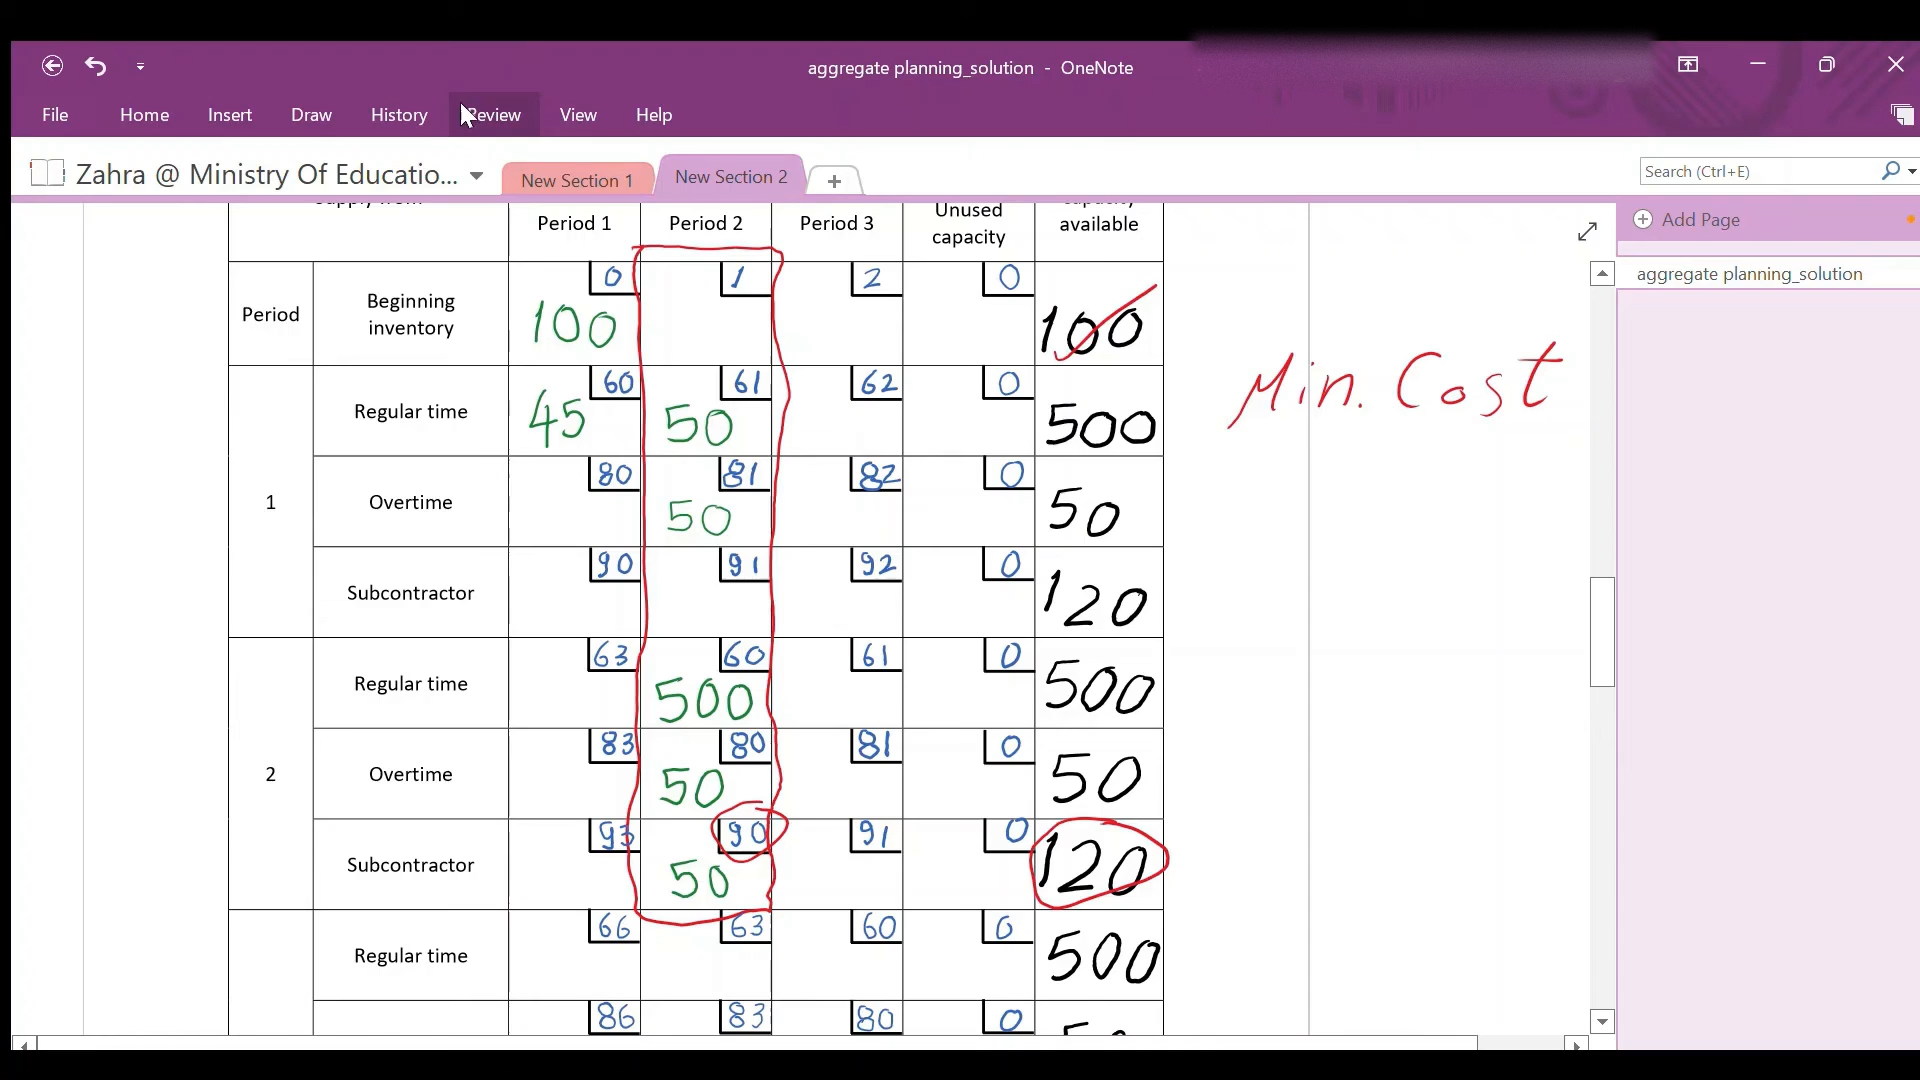 aggregate planning_solution - OneNote
File Home Insert Draw History Review View Help
Zahra @ Ministry Of Educatio... New Section 1 New Section 2 Search (Ctrl+E)
Add Page
aggregate planning_solution
Period 1 Period 2 Period 3 Unused capacity available
Period Beginning inventory 0 1 2 0
100 100
Min. Cost
1 Regular time 60 61 62 0
45 50 500
Overtime 80 81 82 0
50 50
Subcontractor 90 91 92 0
120
2 Regular time 63 60 61 0
500 500
Overtime 83 80 81 0
50 50
Subcontractor 93 90 91 0
50 120
Regular time 66 63 60 0
500
86 83 80 0